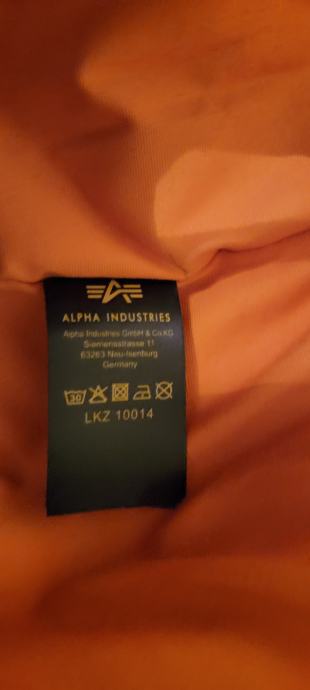 ALPHA INDUSTRIES
Alpha Industries GmbH & Co.KG
Siemensstrasse 11
63263 Neu-Isenburg
Germany
30
LKZ 10014